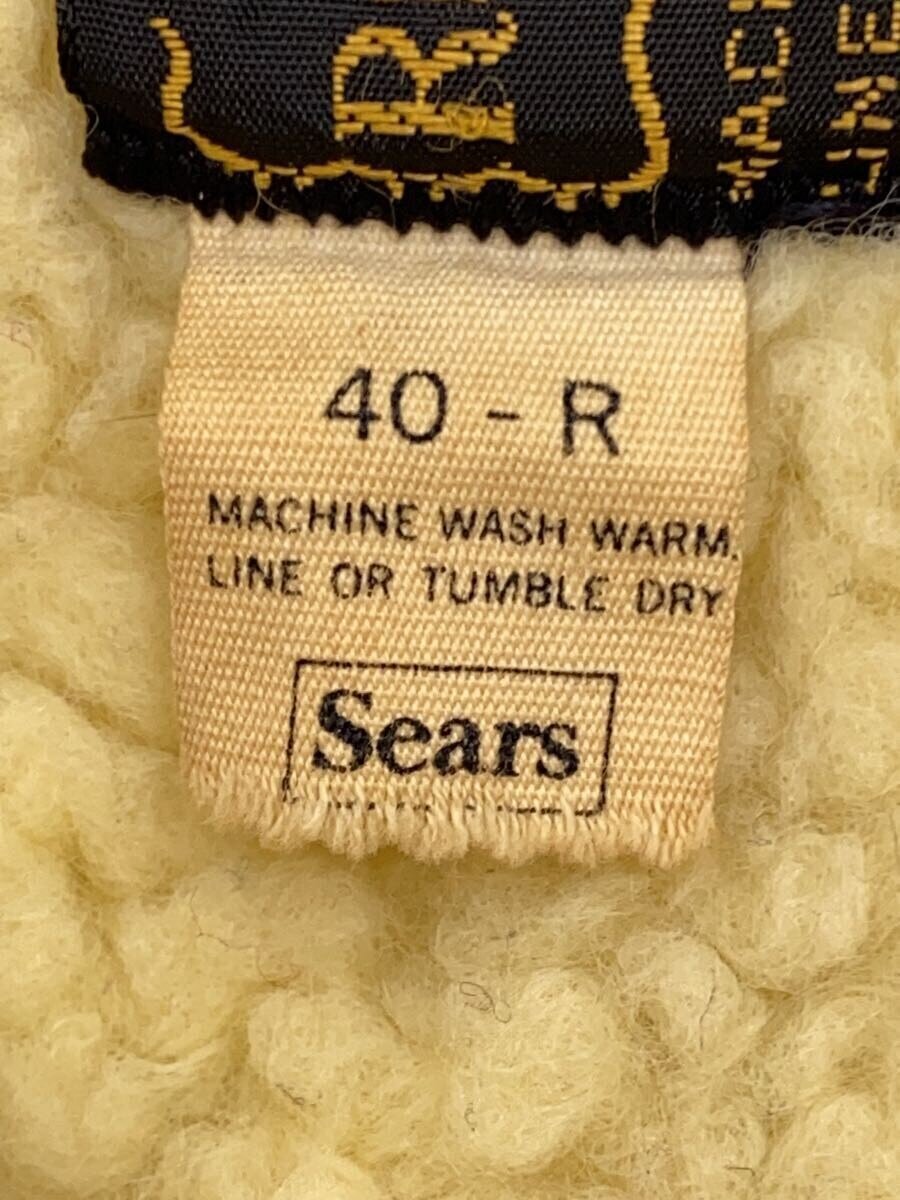 R
40 - R
MACHINE WASH WARM.
LINE OR TUMBLE DRY
Sears